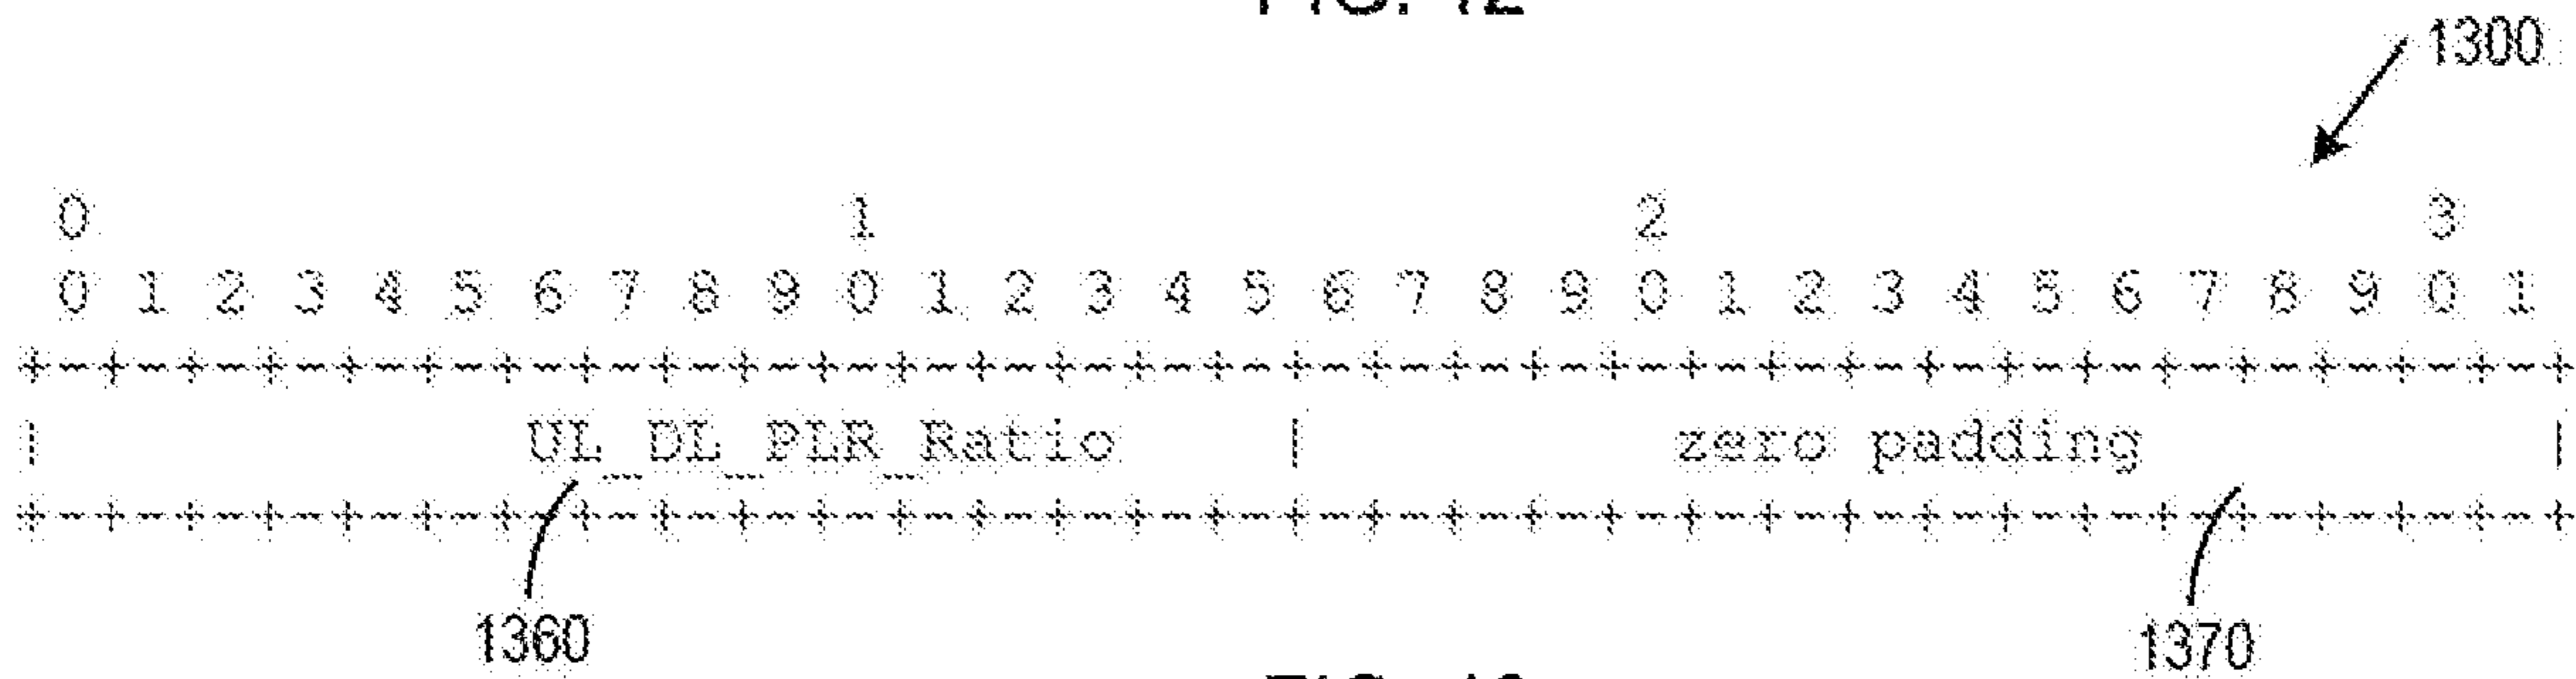 FIG. 12
1300
0 1 2 3
0 1 2 3 4 5 6 7 8 9 0 1 2 3 4 5 6 7 8 9 0 1 2 3 4 5 6 7 8 9 0 1
+-+-+-+-+-+-+-+-+-+-+-+-+-+-+-+-+-+-+-+-+-+-+-+-+-+-+-+-+-+-+-+-+
| UL_DL_PLR_Ratio | zero padding |
+-+-+-+-+-+-+-+-+-+-+-+-+-+-+-+-+-+-+-+-+-+-+-+-+-+-+-+-+-+-+-+-+
1360 1370